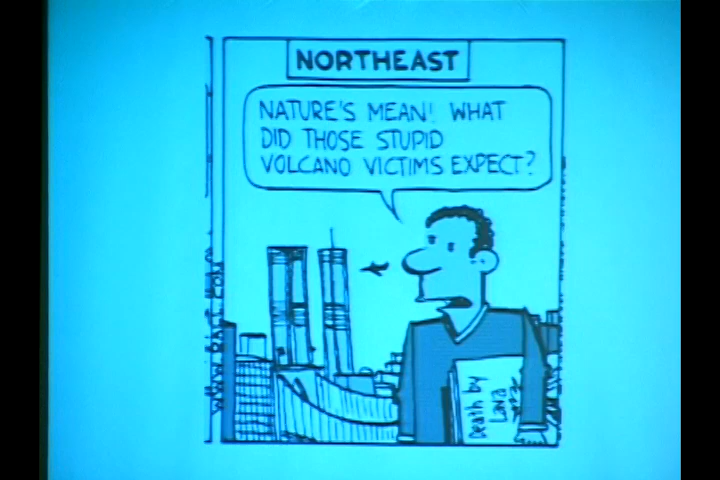 NORTHEAST
NATURE'S MEAN! WHAT
DID THOSE STUPID
VOLCANO VICTIMS EXPECT?
Death by
Lava